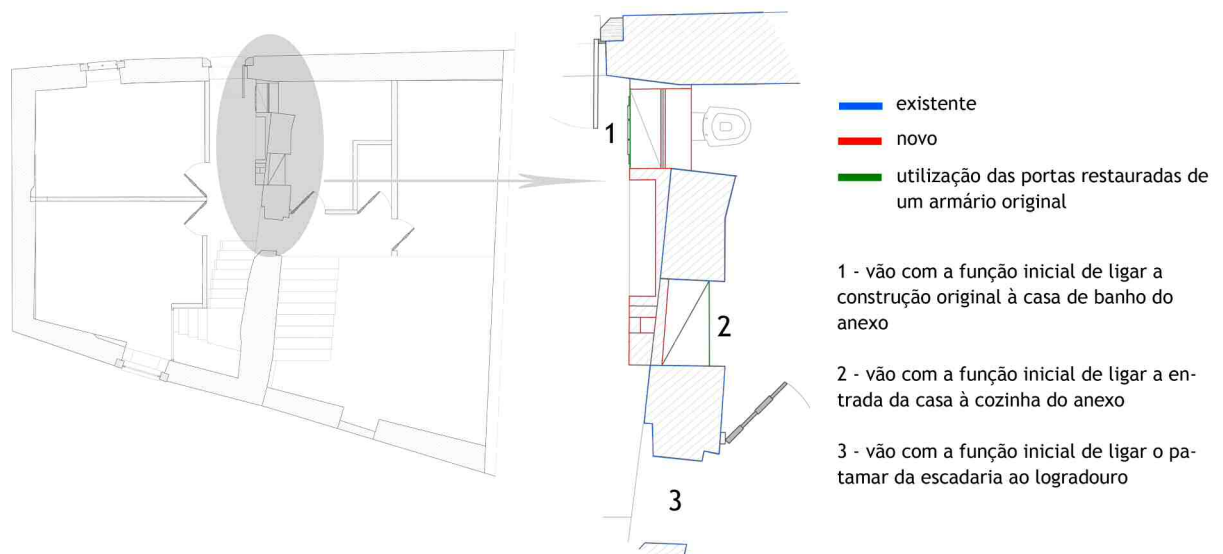 existente
novo
utilização das portas restauradas de
um armário original
1
1 - vão com a função inicial de ligar a
construção original à casa de banho do
anexo
2
2 - vão com a função inicial de ligar a en-
trada da casa à cozinha do anexo
3
3 - vão com a função inicial de ligar o pa-
tamar da escadaria ao logradouro